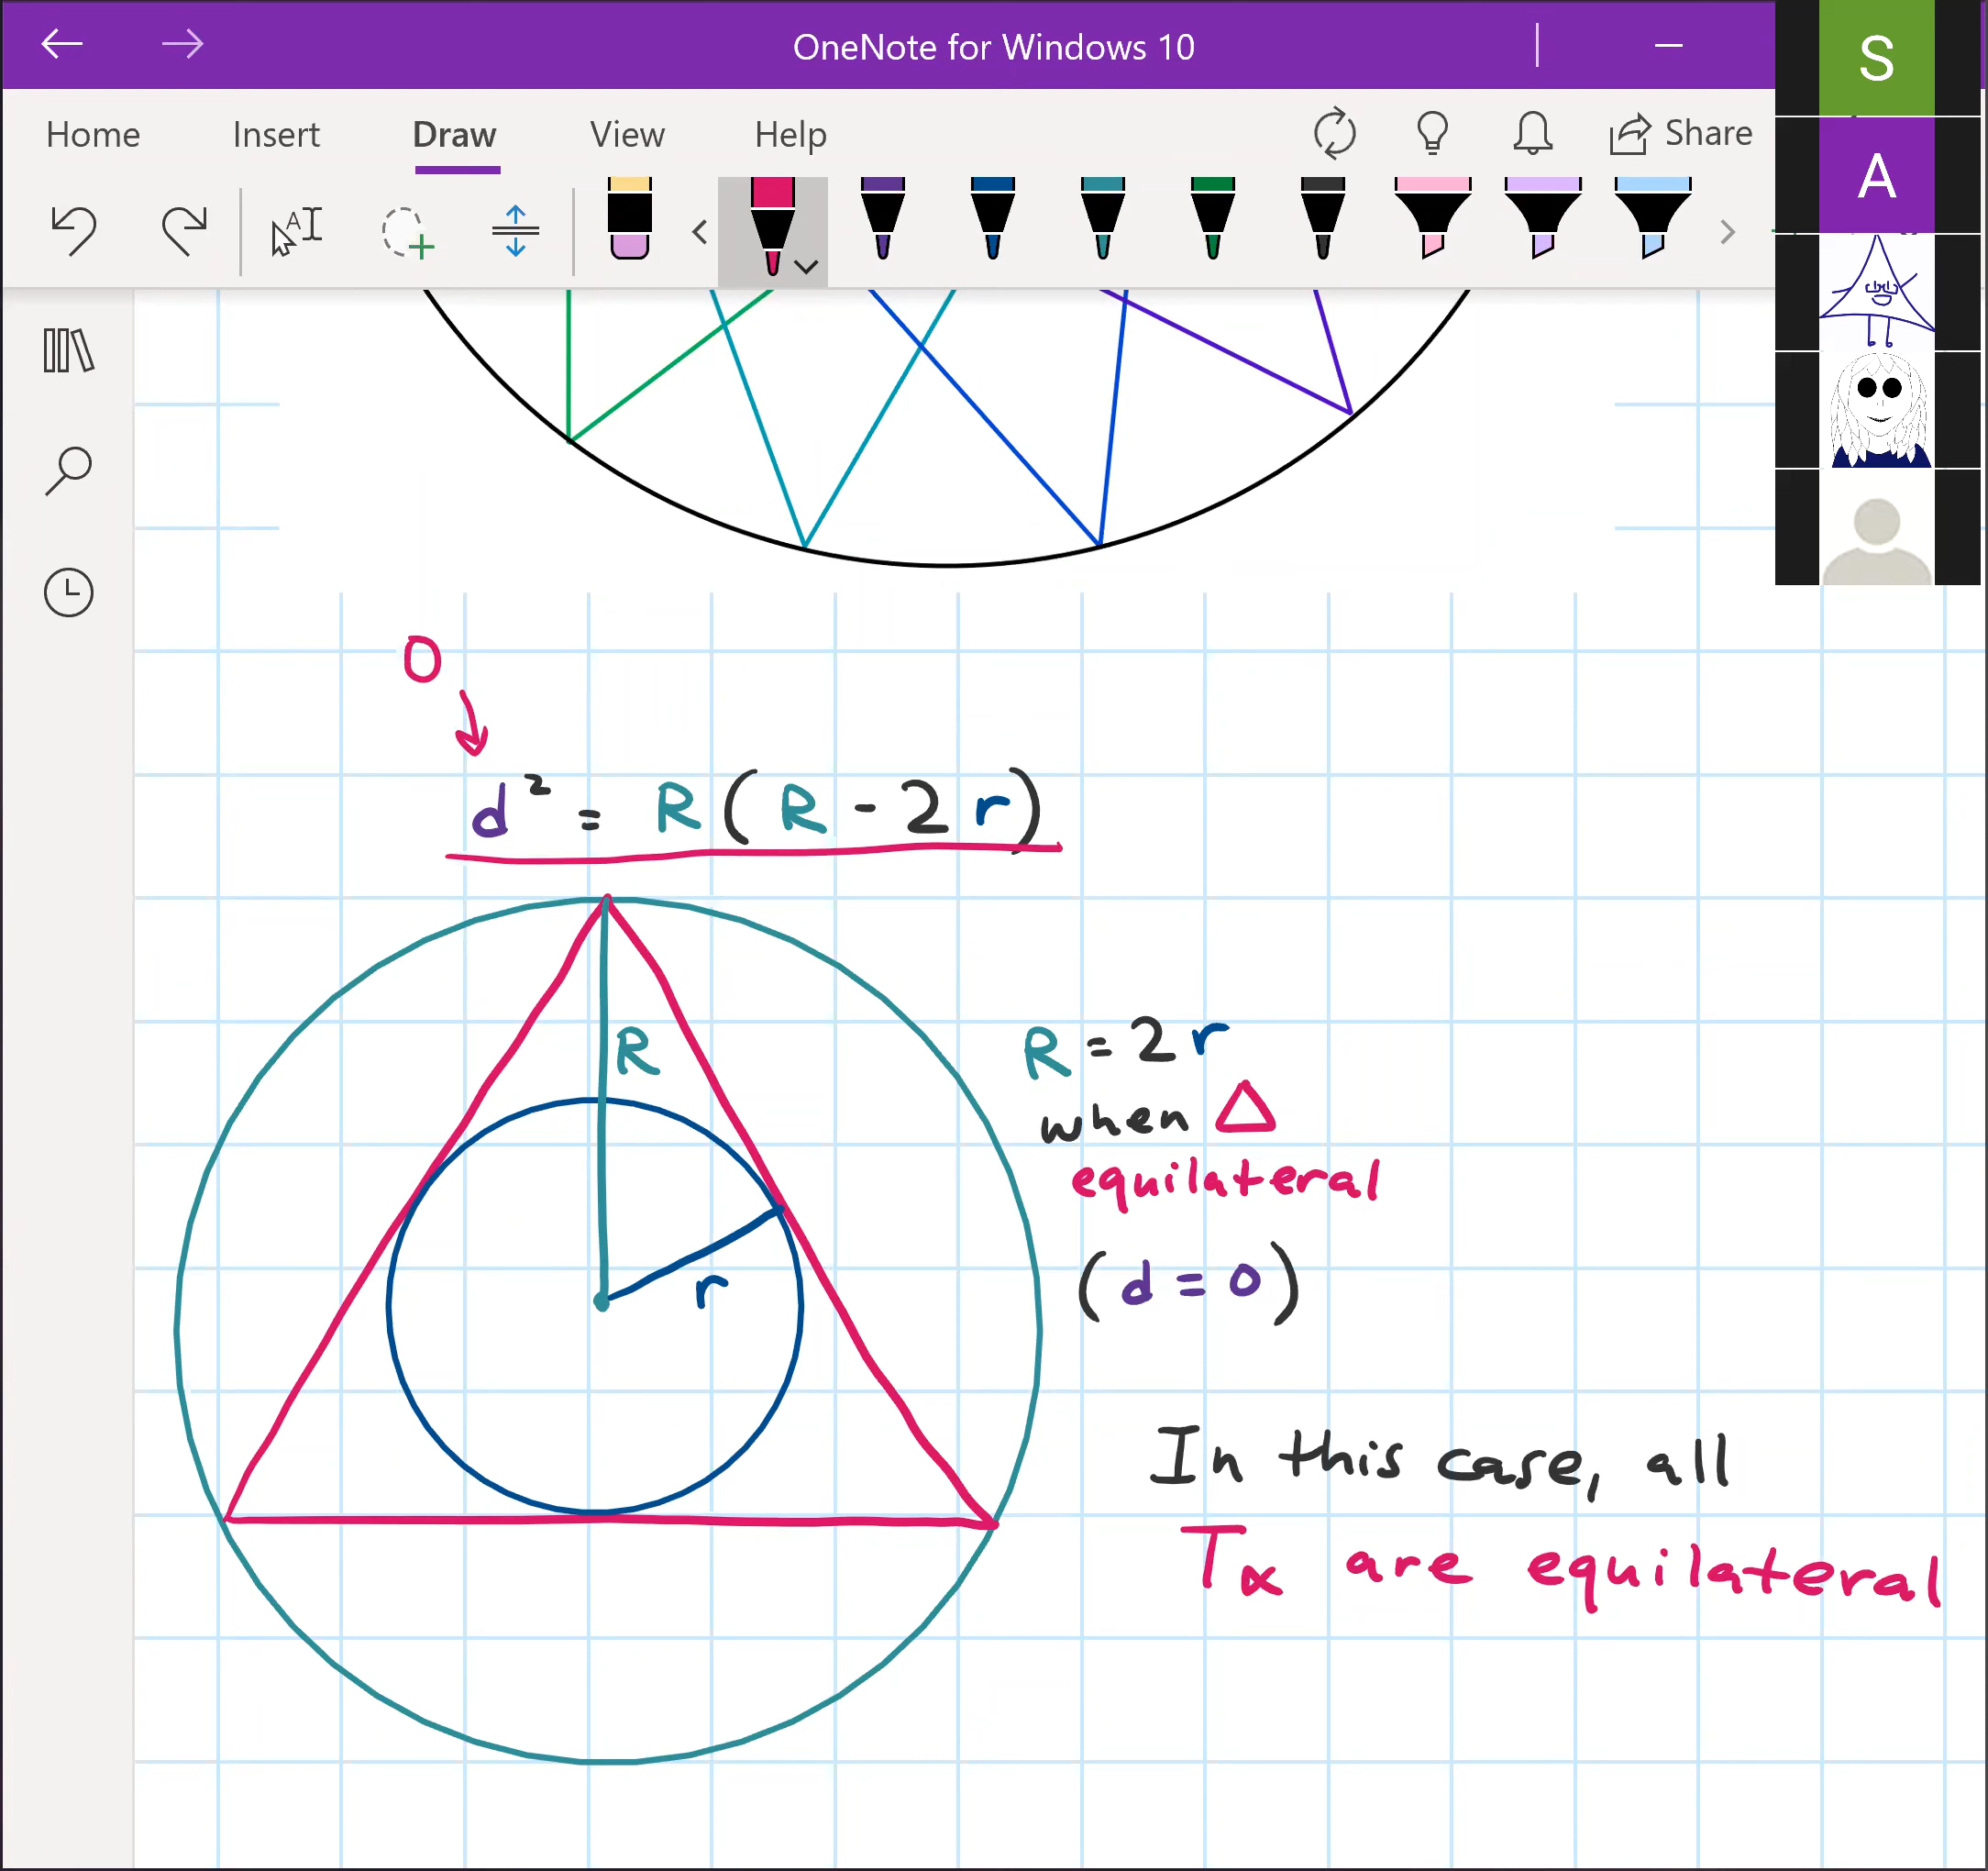 OneNote for Windows 10
S
Home Insert Draw View Help Share
A
0
d² = R(R - 2r)
R
R = 2r
when △
equilateral
r
(d = 0)
In this case, all
Tα are equilateral